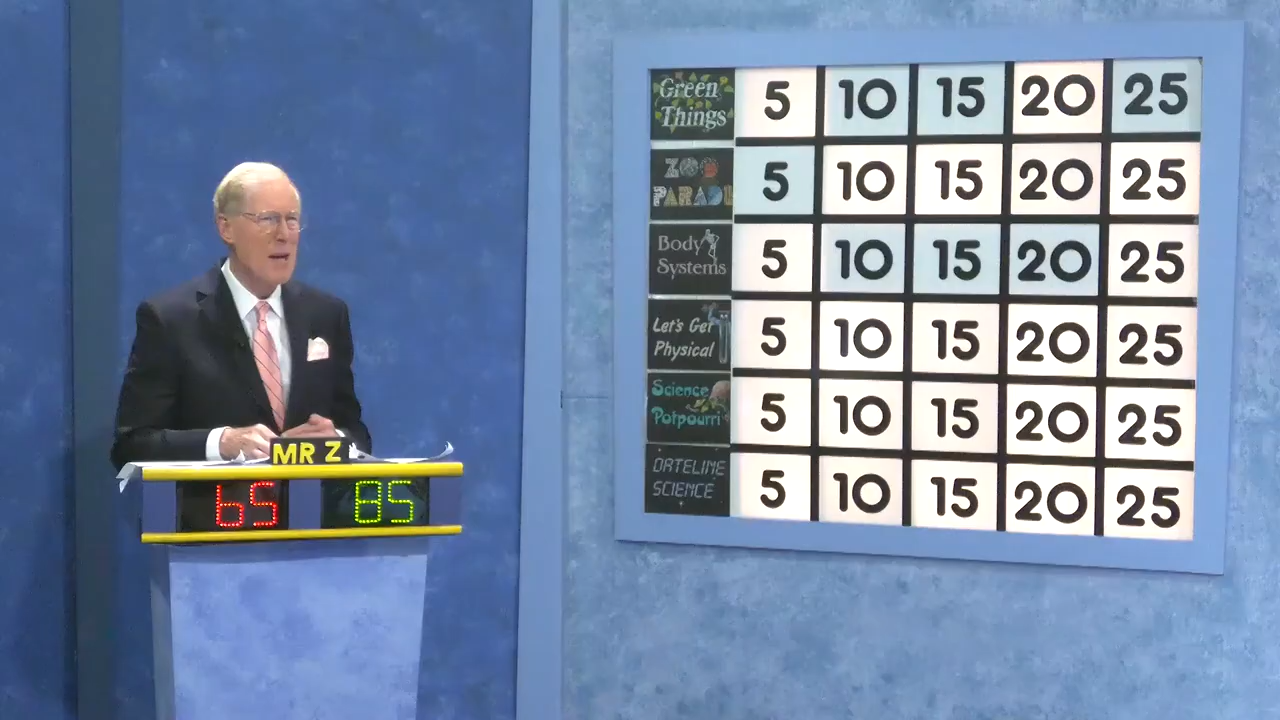 Green Things 5 10 15 20 25
ZOO PARADE 5 10 15 20 25
Body Systems 5 10 15 20 25
Let's Get Physical 5 10 15 20 25
Science Potpourri 5 10 15 20 25
DATELINE SCIENCE 5 10 15 20 25
MR Z
65 85